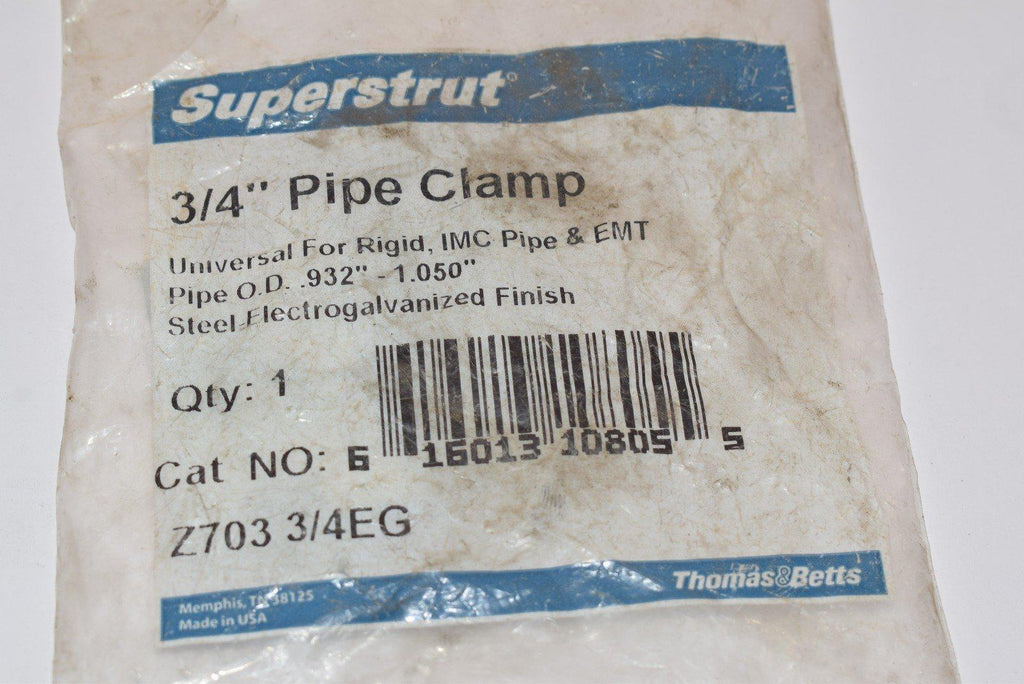 Superstrut®
3/4" Pipe Clamp
Universal For Rigid, IMC Pipe & EMT
Pipe O.D. .932" - 1.050"
Steel-Electrogalvanized Finish
Qty: 1
6 16013 10805 5
Cat NO:
Z703 3/4EG
Thomas&Betts
Memphis, TN 38125
Made in USA